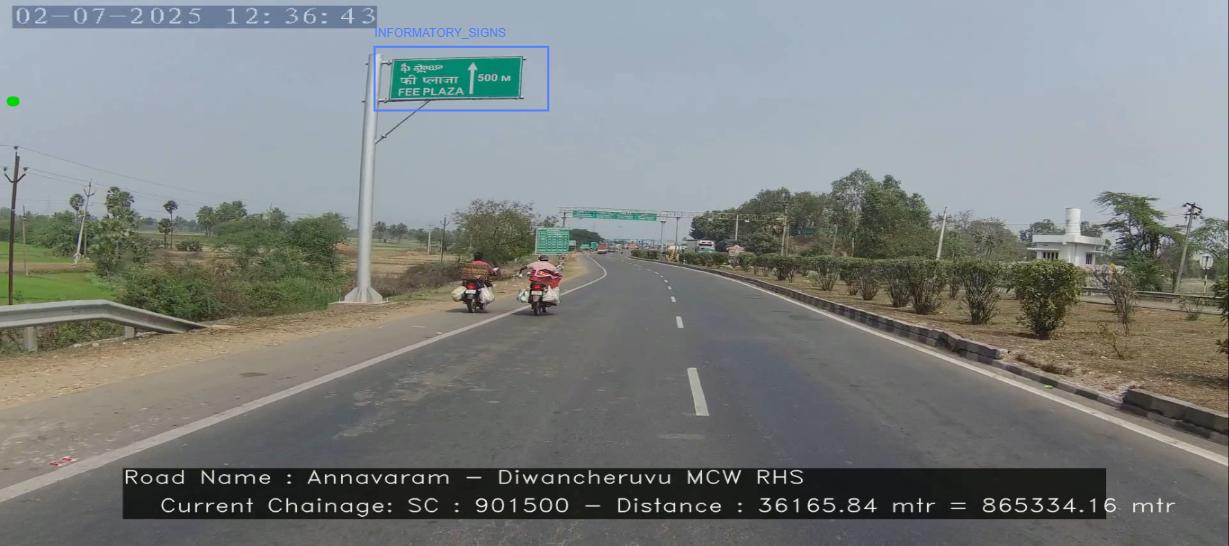 02-07-2025 12:36:43
INFORMATORY_SIGNS
फी प्लाजा
FEE PLAZA
500 M
Road Name : Annavaram - Diwancheruvu MCW RHS
Current Chainage: SC : 901500 - Distance : 36165.84 mtr = 865334.16 mtr